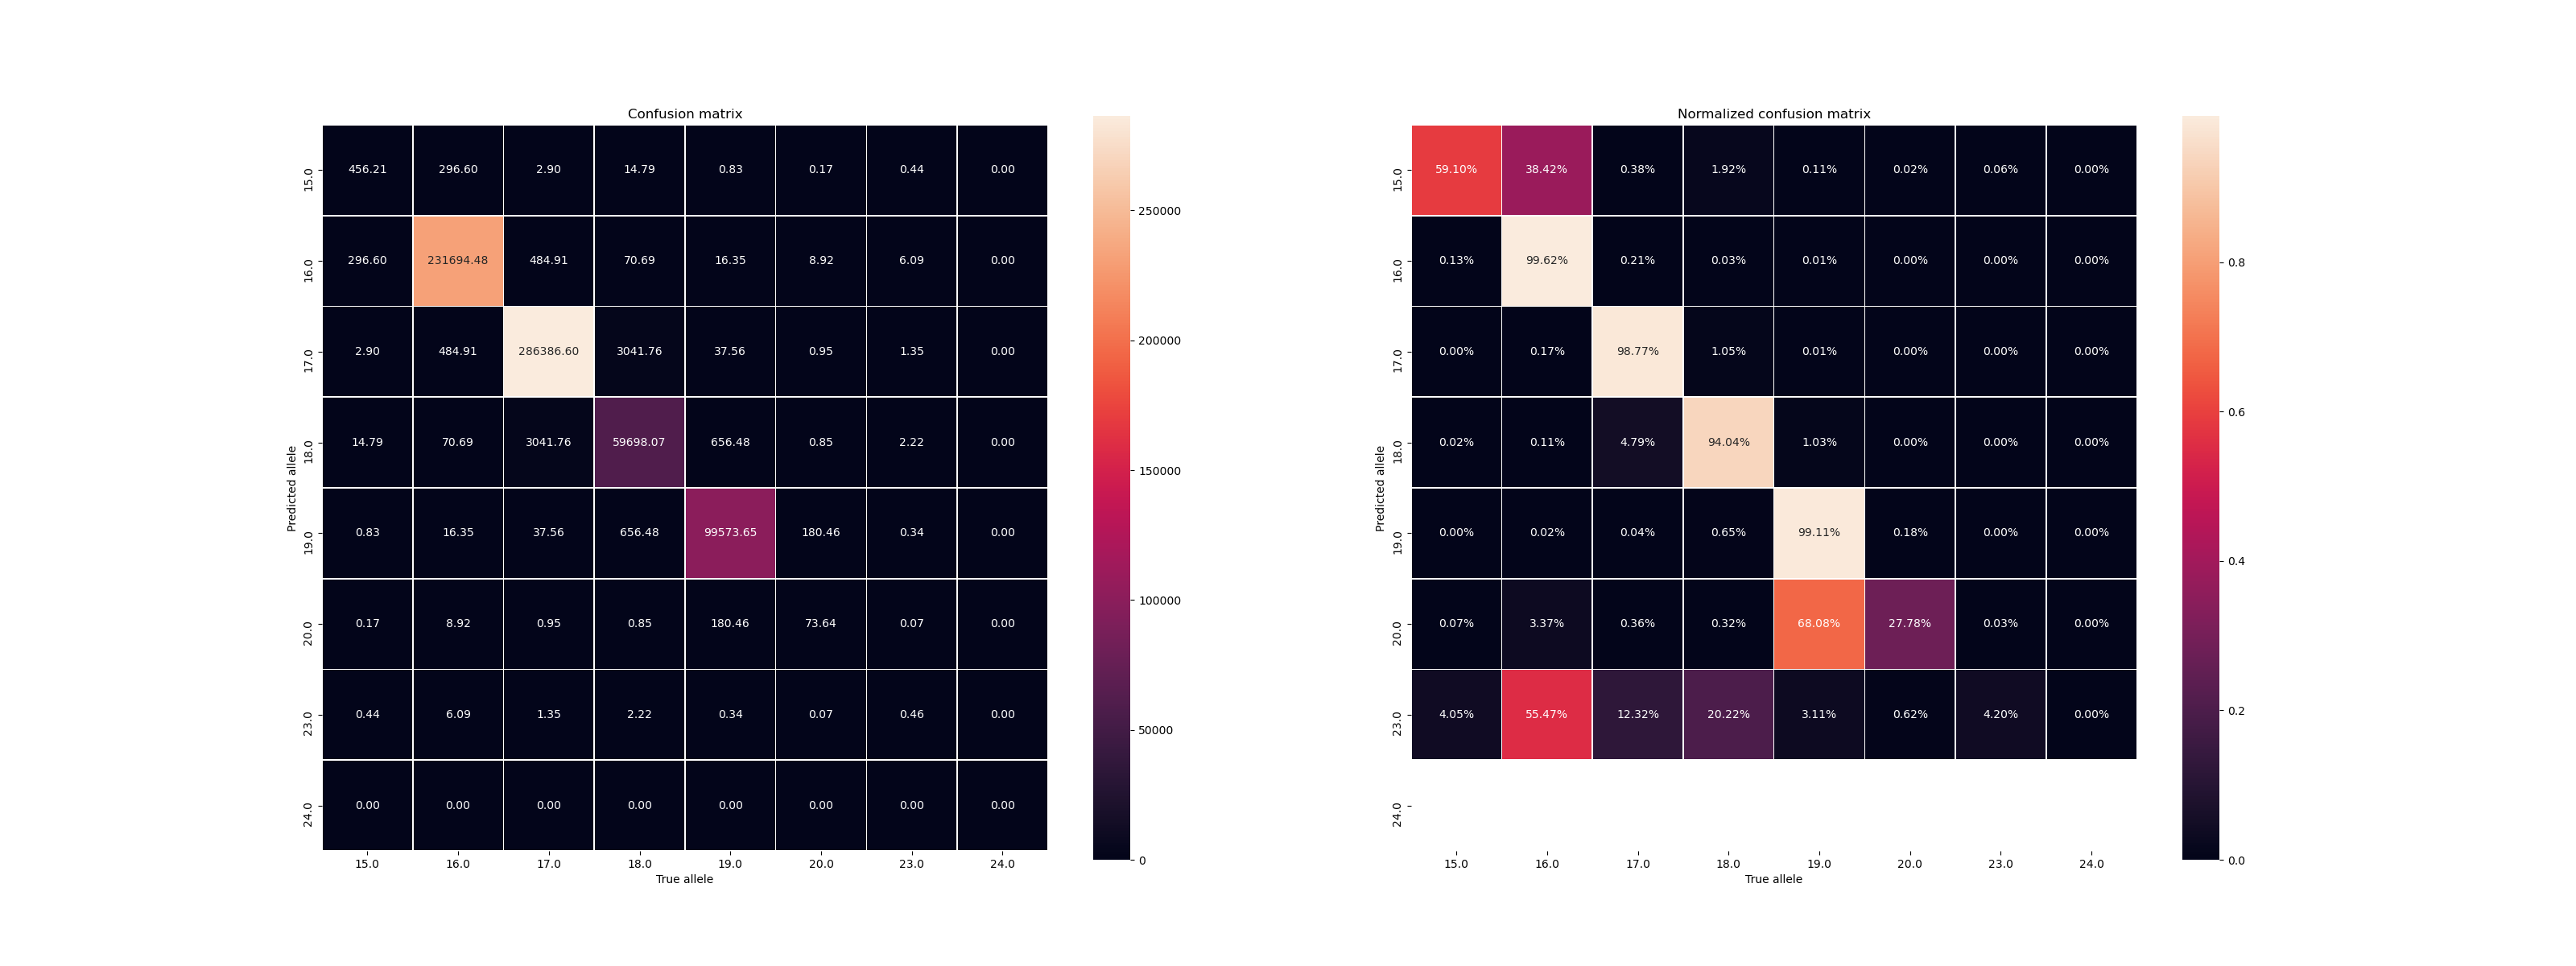 Confusion matrix
Predicted allele
15.0 456.21 296.60 2.90 14.79 0.83 0.17 0.44 0.00
16.0 296.60 231694.48 484.91 70.69 16.35 8.92 6.09 0.00
17.0 2.90 484.91 286386.60 3041.76 37.56 0.95 1.35 0.00
18.0 14.79 70.69 3041.76 59698.07 656.48 0.85 2.22 0.00
19.0 0.83 16.35 37.56 656.48 99573.65 180.46 0.34 0.00
20.0 0.17 8.92 0.95 0.85 180.46 73.64 0.07 0.00
23.0 0.44 6.09 1.35 2.22 0.34 0.07 0.46 0.00
24.0 0.00 0.00 0.00 0.00 0.00 0.00 0.00 0.00
15.0 16.0 17.0 18.0 19.0 20.0 23.0 24.0
True allele
250000
200000
150000
100000
50000
0
Normalized confusion matrix
Predicted allele
15.0 59.10% 38.42% 0.38% 1.92% 0.11% 0.02% 0.06% 0.00%
16.0 0.13% 99.62% 0.21% 0.03% 0.01% 0.00% 0.00% 0.00%
17.0 0.00% 0.17% 98.77% 1.05% 0.01% 0.00% 0.00% 0.00%
18.0 0.02% 0.11% 4.79% 94.04% 1.03% 0.00% 0.00% 0.00%
19.0 0.00% 0.02% 0.04% 0.65% 99.11% 0.18% 0.00% 0.00%
20.0 0.07% 3.37% 0.36% 0.32% 68.08% 27.78% 0.03% 0.00%
23.0 4.05% 55.47% 12.32% 20.22% 3.11% 0.62% 4.20% 0.00%
24.0
15.0 16.0 17.0 18.0 19.0 20.0 23.0 24.0
True allele
0.8
0.6
0.4
0.2
0.0